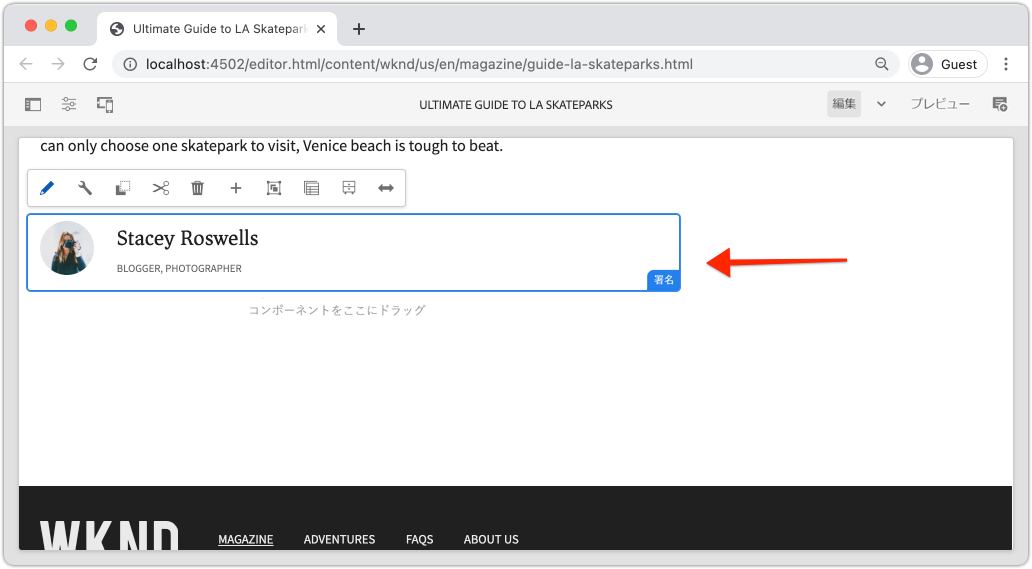 Ultimate Guide to LA Skatepar
localhost:4502/editor.html/content/wknd/us/en/magazine/guide-la-skateparks.html
Guest
ULTIMATE GUIDE TO LA SKATEPARKS
編集
プレビュー
can only choose one skatepark to visit, Venice beach is tough to beat.
Stacey Roswells
BLOGGER, PHOTOGRAPHER
署名
コンポーネントをここにドラッグ
WKND
MAGAZINE ADVENTURES FAQS ABOUT US